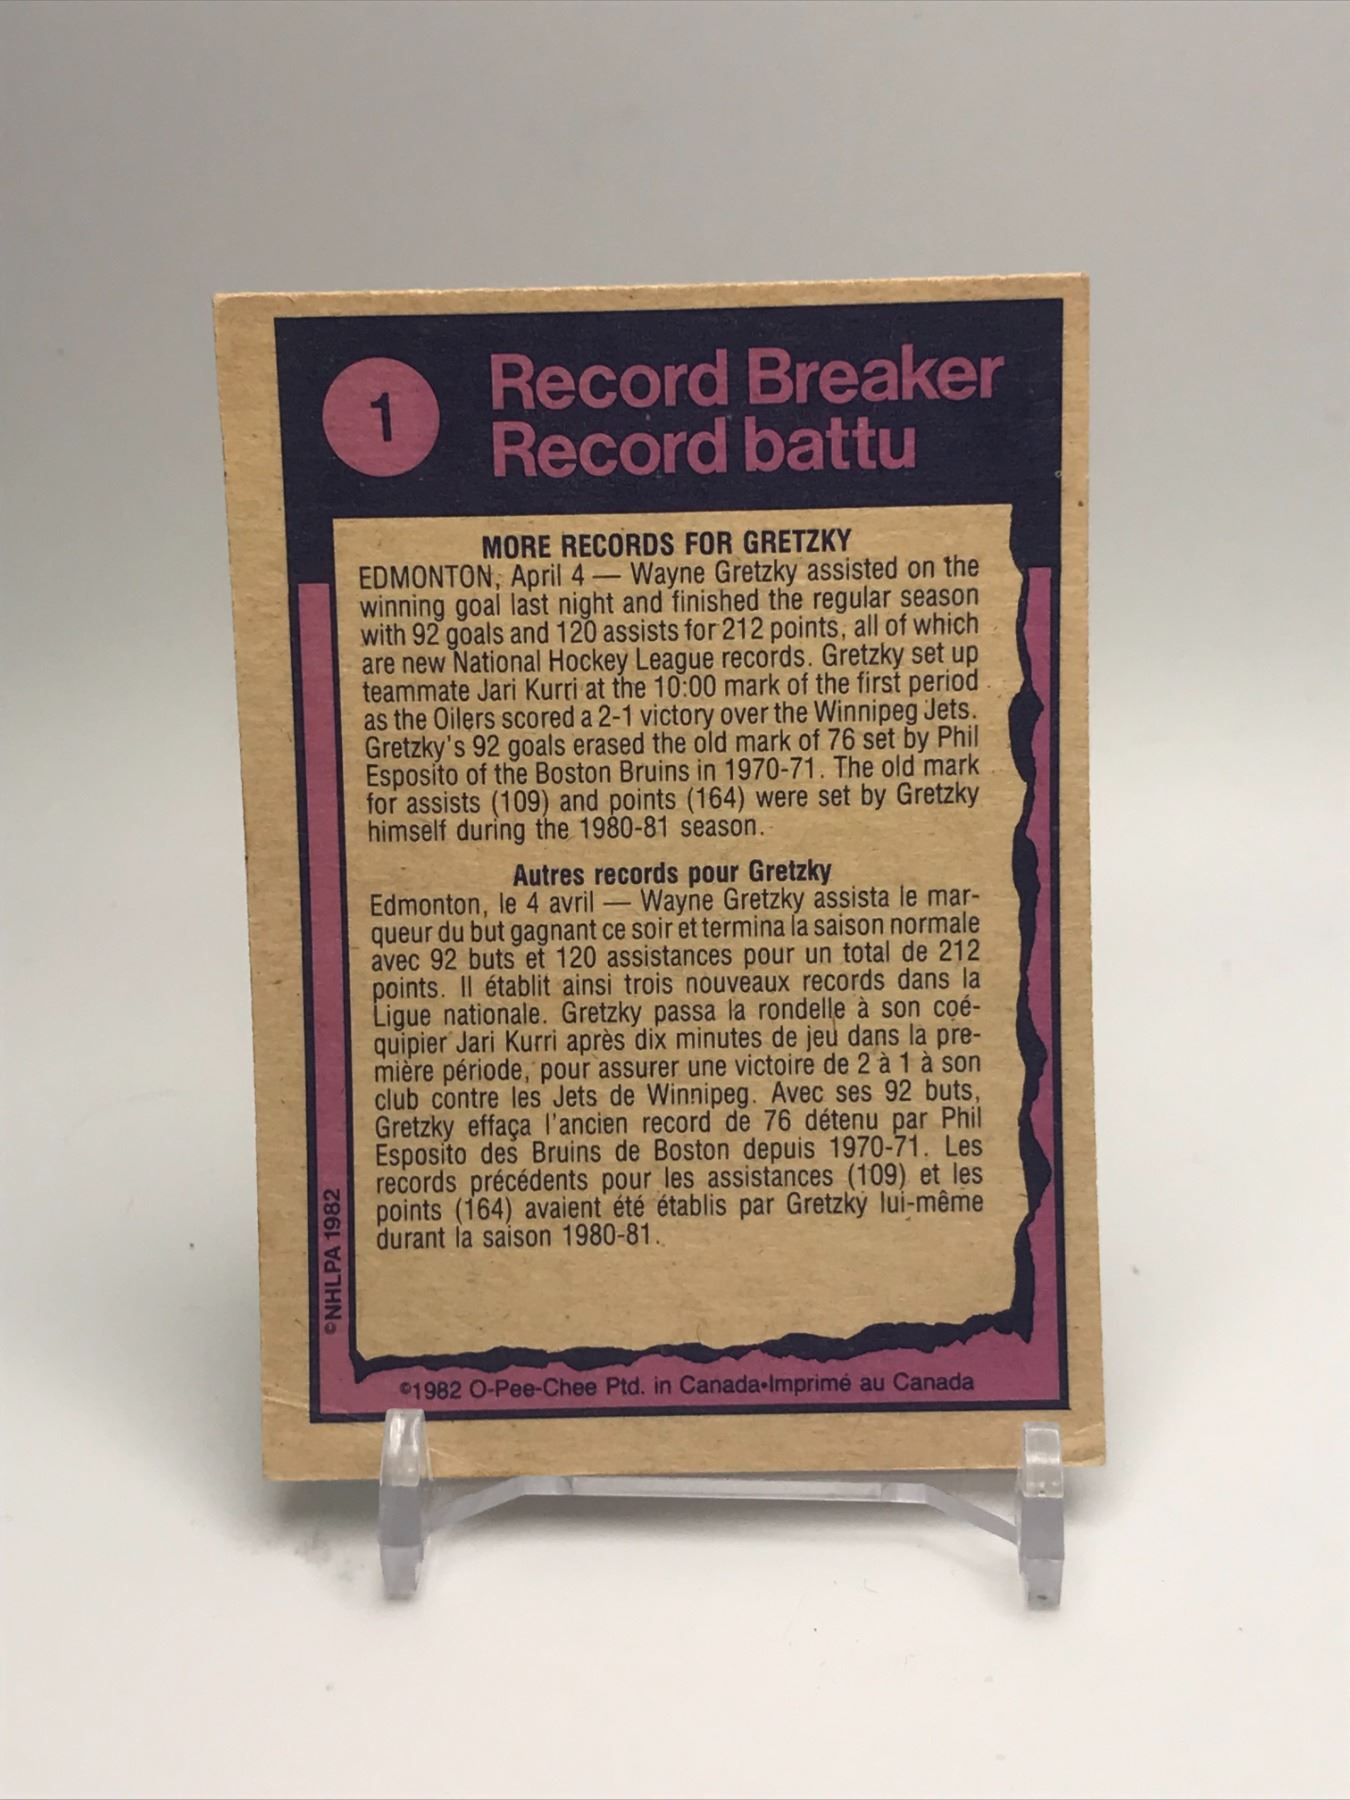 1
Record Breaker
Record battu
MORE RECORDS FOR GRETZKY
EDMONTON, April 4 — Wayne Gretzky assisted on the
winning goal last night and finished the regular season
with 92 goals and 120 assists for 212 points, all of which
are new National Hockey League records. Gretzky set up
teammate Jari Kurri at the 10:00 mark of the first period
as the Oilers scored a 2-1 victory over the Winnipeg Jets.
Gretzky's 92 goals erased the old mark of 76 set by Phil
Esposito of the Boston Bruins in 1970-71. The old mark
for assists (109) and points (164) were set by Gretzky
himself during the 1980-81 season.
Autres records pour Gretzky
Edmonton, le 4 avril — Wayne Gretzky assista le mar-
queur du but gagnant ce soir et termina la saison normale
avec 92 buts et 120 assistances pour un total de 212
points. Il établit ainsi trois nouveaux records dans la
Ligue nationale. Gretzky passa la rondelle à son coé-
quipier Jari Kurri après dix minutes de jeu dans la pre-
mière période, pour assurer une victoire de 2 à 1 à son
club contre les Jets de Winnipeg. Avec ses 92 buts,
Gretzky effaça l'ancien record de 76 détenu par Phil
Esposito des Bruins de Boston depuis 1970-71. Les
records précédents pour les assistances (109) et les
points (164) avaient été établis par Gretzky lui-même
durant la saison 1980-81.
©NHLPA 1982
©1982 O-Pee-Chee Ptd. in Canada•Imprimé au Canada